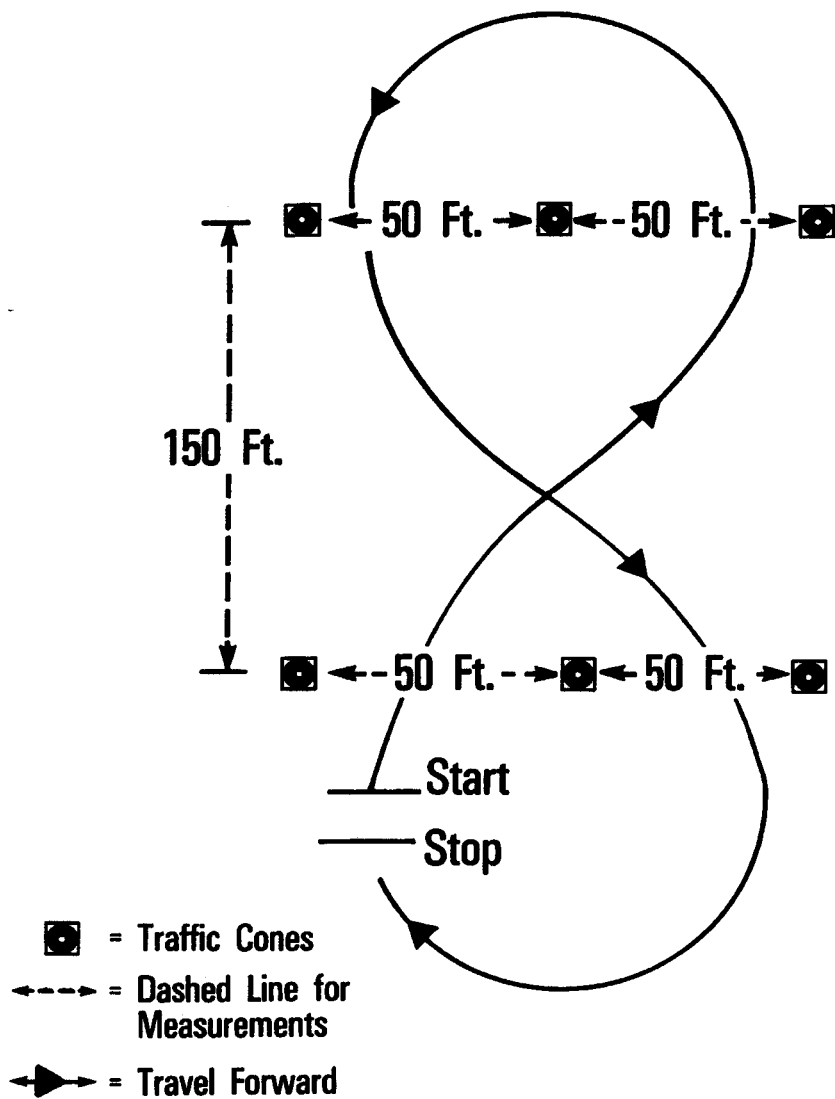 50 Ft. 50 Ft.
150 Ft.
50 Ft. 50 Ft.
Start
Stop
= Traffic Cones
= Dashed Line for
Measurements
= Travel Forward